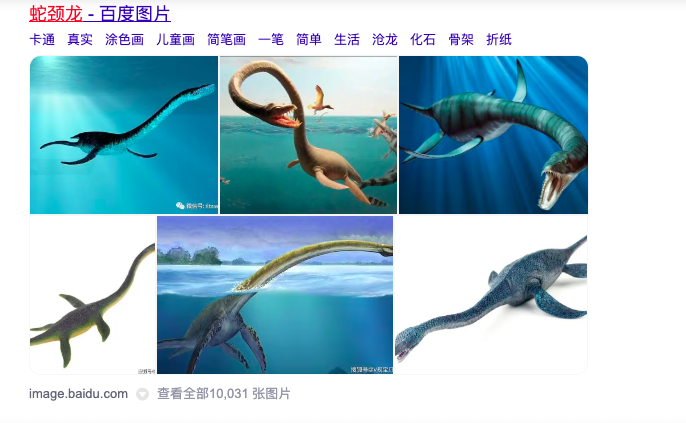 蛇颈龙 - 百度图片
卡通 真实 涂色画 儿童画 简笔画 一笔 简单 生活 沧龙 化石 骨架 折纸
image.baidu.com 查看全部10,031 张图片